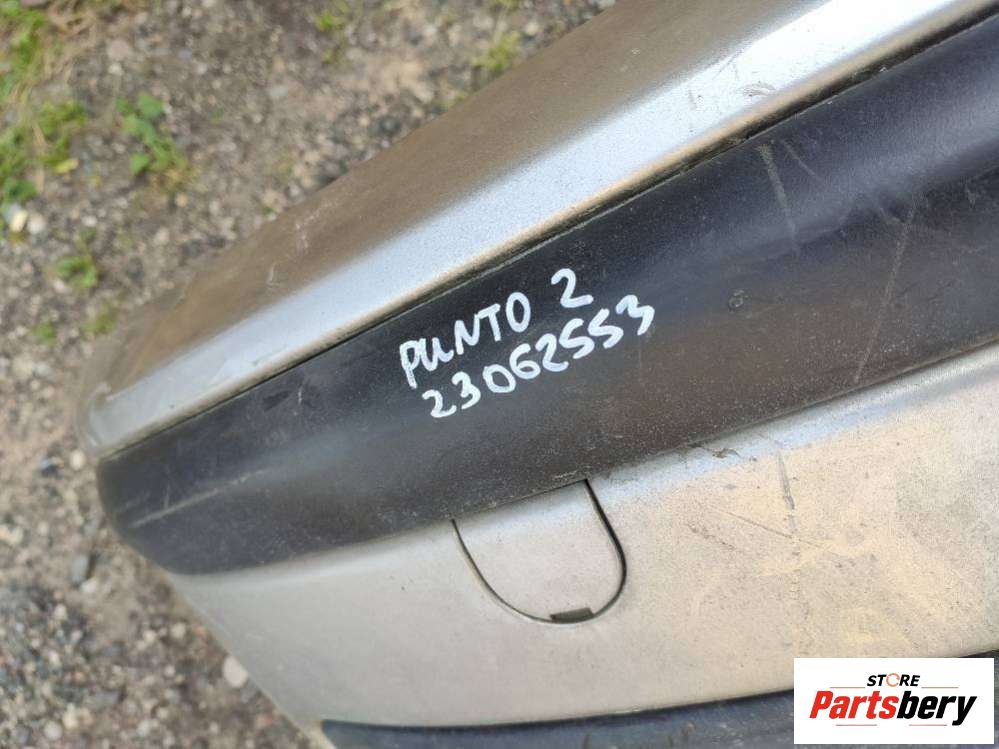 PUNTO 2
23062553
STORE
Partsbery